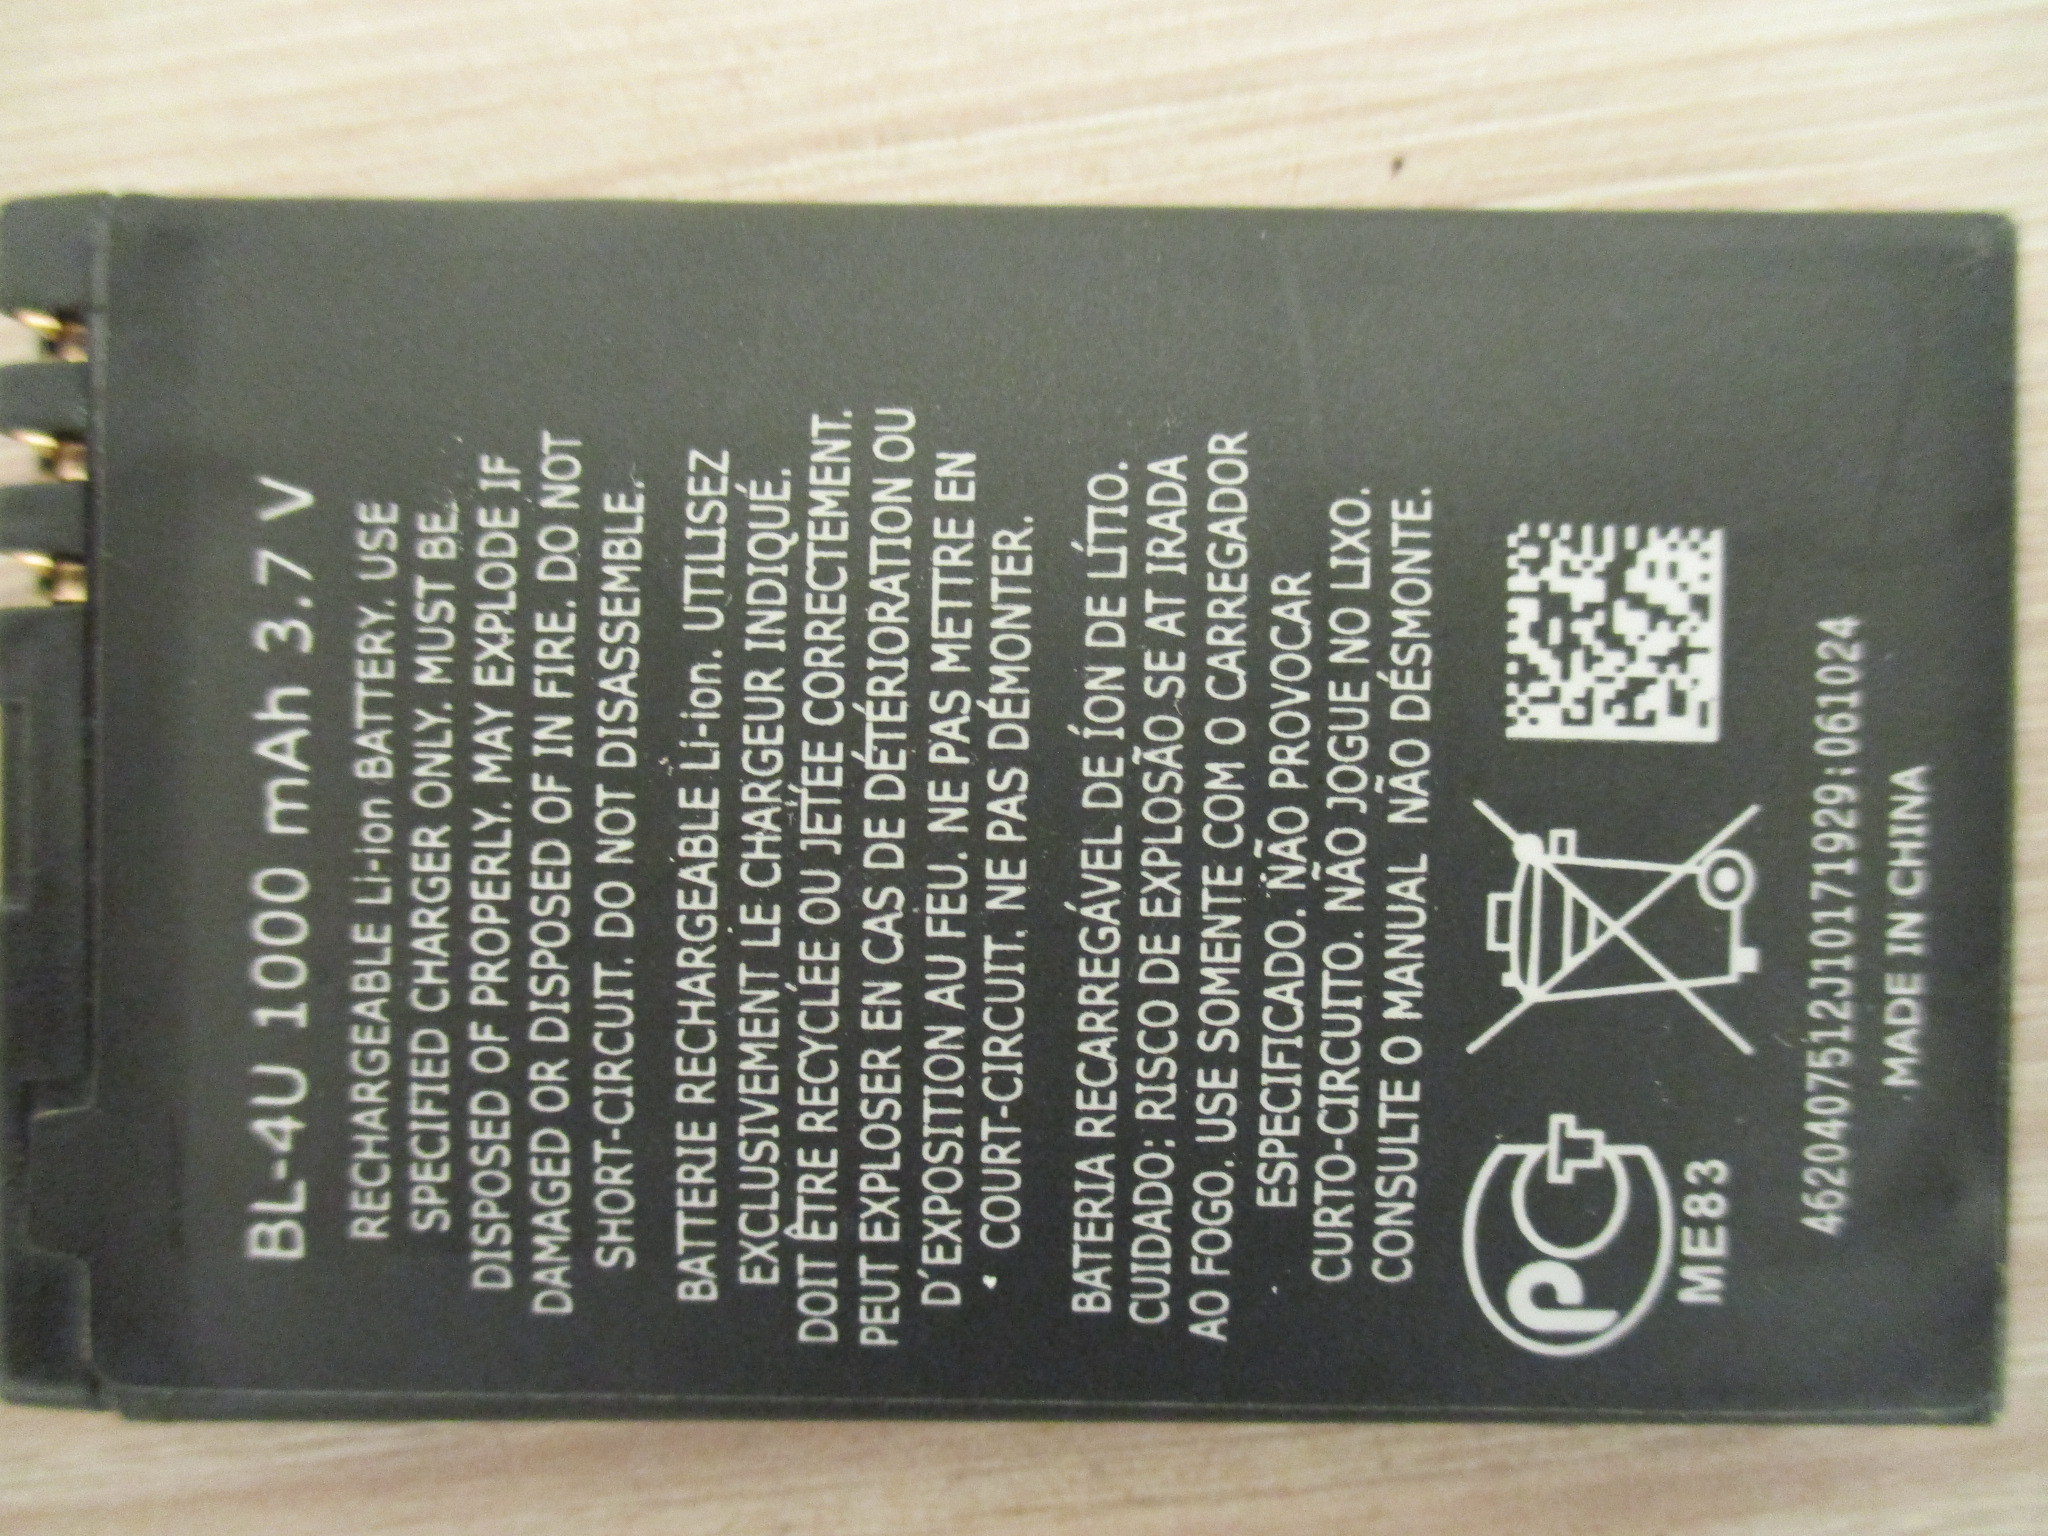 BL-4U 1000 mAh 3.7 V
RECHARGEABLE Li-ion BATTERY. USE
SPECIFIED CHARGER ONLY. MUST BE
DISPOSED OF PROPERLY. MAY EXPLODE IF
DAMAGED OR DISPOSED OF IN FIRE. DO NOT
SHORT-CIRCUIT. DO NOT DISASSEMBLE.
BATTERIE RECHARGEABLE Li-ion. UTILISEZ
EXCLUSIVEMENT LE CHARGEUR INDIQUÉ.
DOIT ÊTRE RECYCLÉE OU JETÉE CORRECTEMENT.
PEUT EXPLOSER EN CAS DE DÉTÉRIORATION OU
D'EXPOSITION AU FEU. NE PAS METTRE EN
COURT-CIRCUIT. NE PAS DÉMONTER.
BATERIA RECARREGÁVEL DE ÍON DE LÍTIO.
CUIDADO: RISCO DE EXPLOSÃO SE AT IRADA
AO FOGO. USE SOMENTE COM O CARREGADOR
ESPECIFICADO. NÃO PROVOCAR
CURTO-CIRCUITO. NÃO JOGUE NO LIXO.
CONSULTE O MANUAL NÃO DÉSMONTE.
РСТ
ME83
4620407512J10171929:061024
MADE IN CHINA